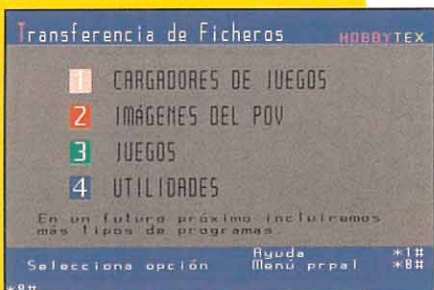 Transferencia de Ficheros HOBBYTEX
1 CARGADORES DE JUEGOS
2 IMÁGENES DEL POV
3 JUEGOS
4 UTILIDADES
En un futuro próximo incluiremos
más tipos de programas.
Ayuda *1#
Selecciona opción Menú prpal *8#
*8#